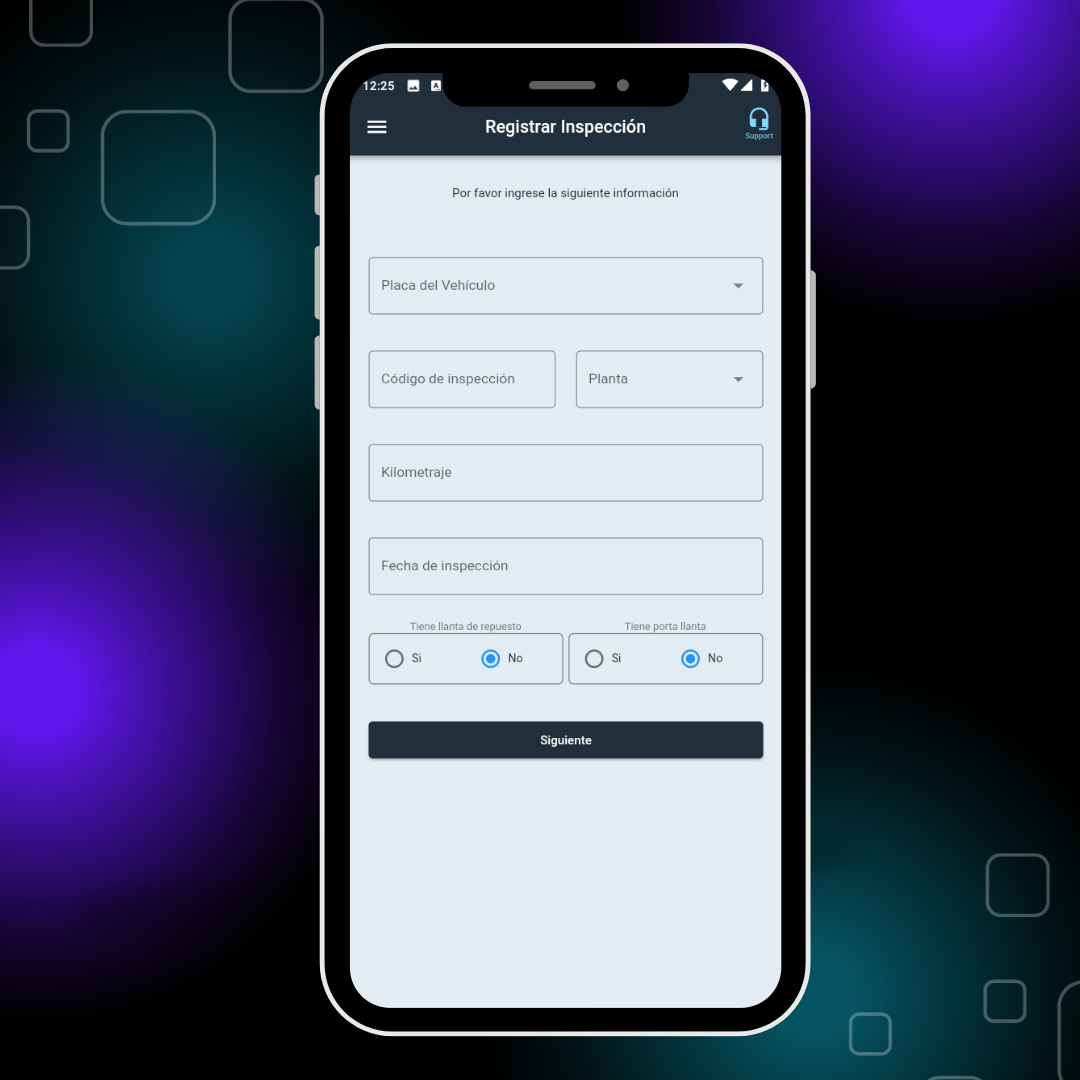 12:25
Registrar Inspección
Support
Por favor ingrese la siguiente información
Placa del Vehículo
Código de inspección
Planta
Kilometraje
Fecha de inspección
Tiene llanta de repuesto
Tiene porta llanta
Si
No
Si
No
Siguiente